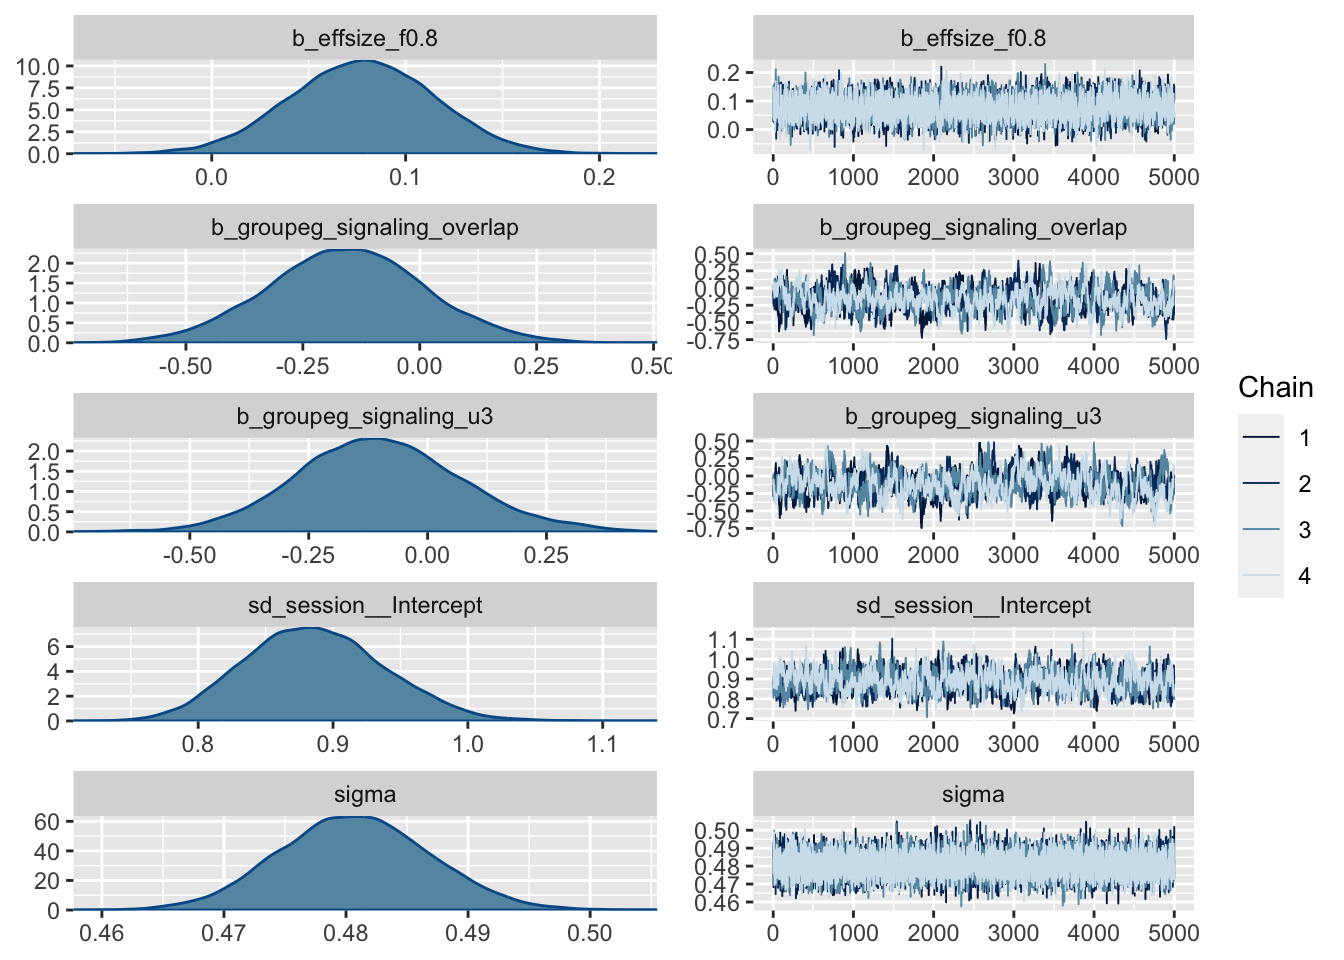 b_effsize_f0.8
10.0
7.5
5.0
2.5
0.0
0.0 0.1 0.2
b_effsize_f0.8
0.2
0.1
0.0
0 1000 2000 3000 4000 5000
b_groupeg_signaling_overlap
2.0
1.5
1.0
0.5
0.0
-0.50 -0.25 0.00 0.25 0.50
b_groupeg_signaling_overlap
0.50
0.25
0.00
-0.25
-0.50
-0.75
0 1000 2000 3000 4000 5000
b_groupeg_signaling_u3
2.0
1.5
1.0
0.5
0.0
-0.50 -0.25 0.00 0.25
b_groupeg_signaling_u3
0.50
0.25
0.00
-0.25
-0.50
-0.75
0 1000 2000 3000 4000 5000
sd_session__Intercept
6
4
2
0
0.8 0.9 1.0 1.1
sd_session__Intercept
1.1
1.0
0.9
0.8
0.7
0 1000 2000 3000 4000 5000
sigma
60
40
20
0
0.46 0.47 0.48 0.49 0.50
sigma
0.50
0.49
0.48
0.47
0.46
0 1000 2000 3000 4000 5000
Chain
1
2
3
4